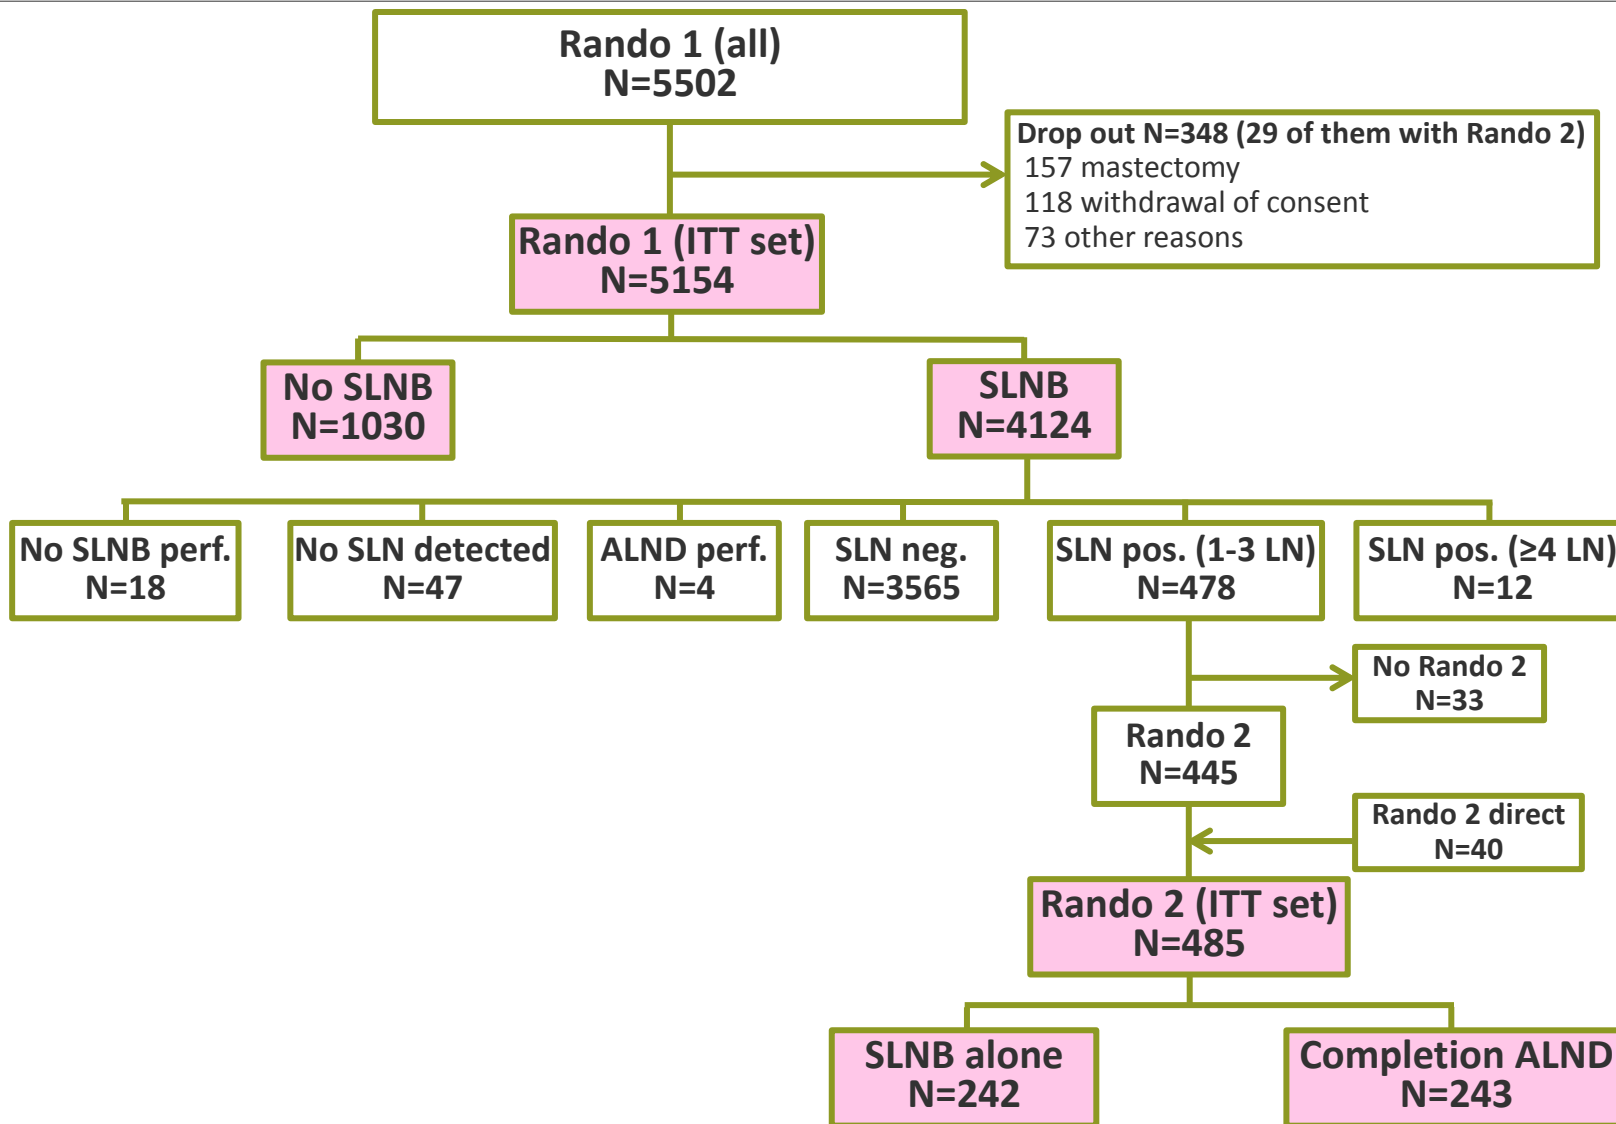 Rando 1 (all)
N=5502
Drop out N=348 (29 of them with Rando 2)
157 mastectomy
118 withdrawal of consent
73 other reasons
Rando 1 (ITT set)
N=5154
No SLNB
N=1030
SLNB
N=4124
No SLNB perf.
N=18
No SLN detected
N=47
ALND perf.
N=4
SLN neg.
N=3565
SLN pos. (1-3 LN)
N=478
SLN pos. (≥4 LN)
N=12
No Rando 2
N=33
Rando 2
N=445
Rando 2 direct
N=40
Rando 2 (ITT set)
N=485
SLNB alone
N=242
Completion ALND
N=243